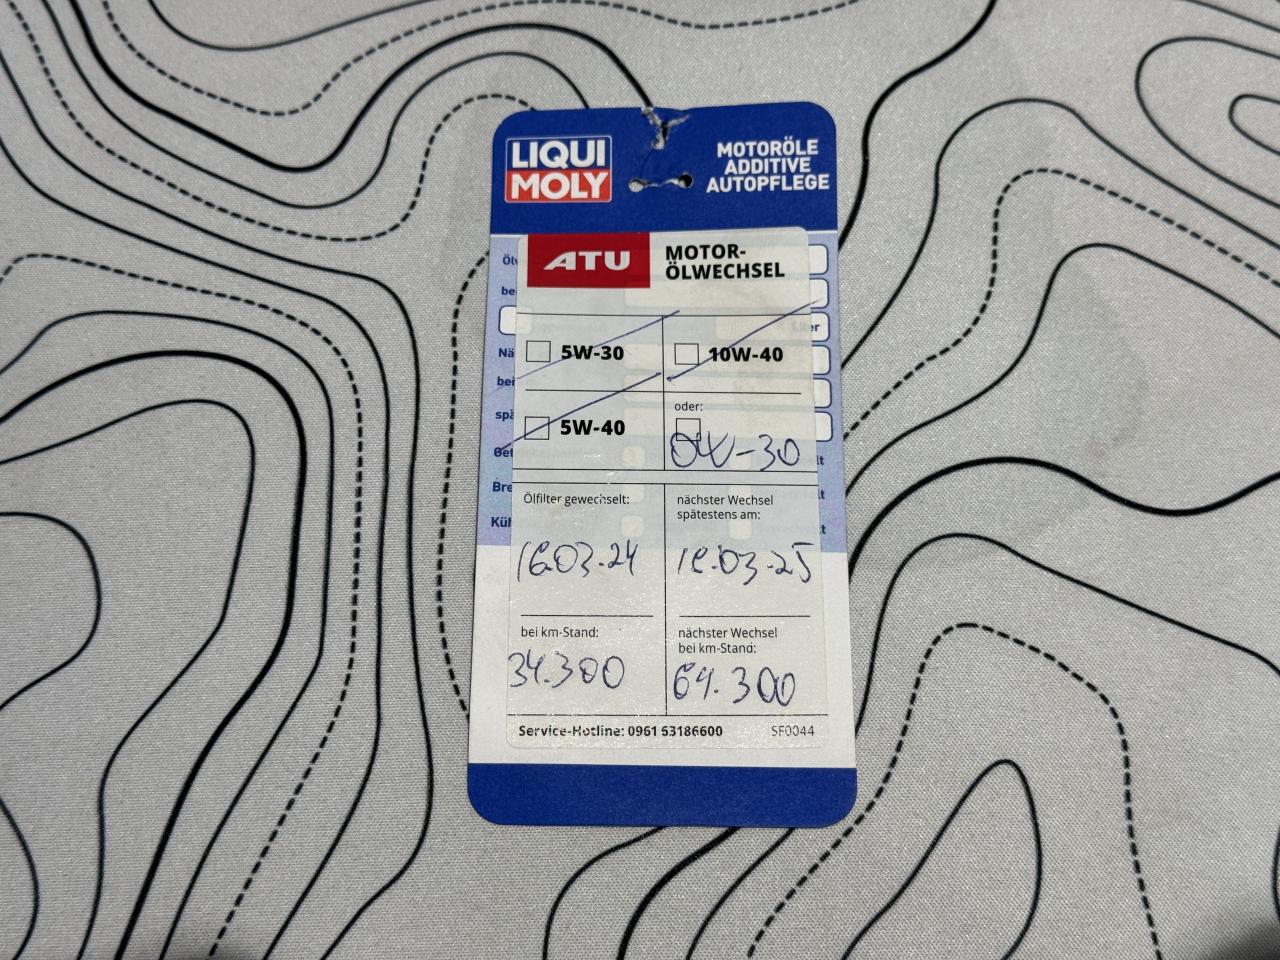 LIQUI
MOLY
MOTORÖLE
ADDITIVE
AUTOPFLEGE
ATU
MOTOR-
ÖLWECHSEL
5W-30
10W-40
5W-40
oder:
0W-30
Ölfilter gewechselt:
nächster Wechsel
spätestens am:
16.03.24
16.03.25
bei km-Stand:
nächster Wechsel
bei km-Stand:
34.300
64.300
Service-Hotline: 0961 63186600
SF0044